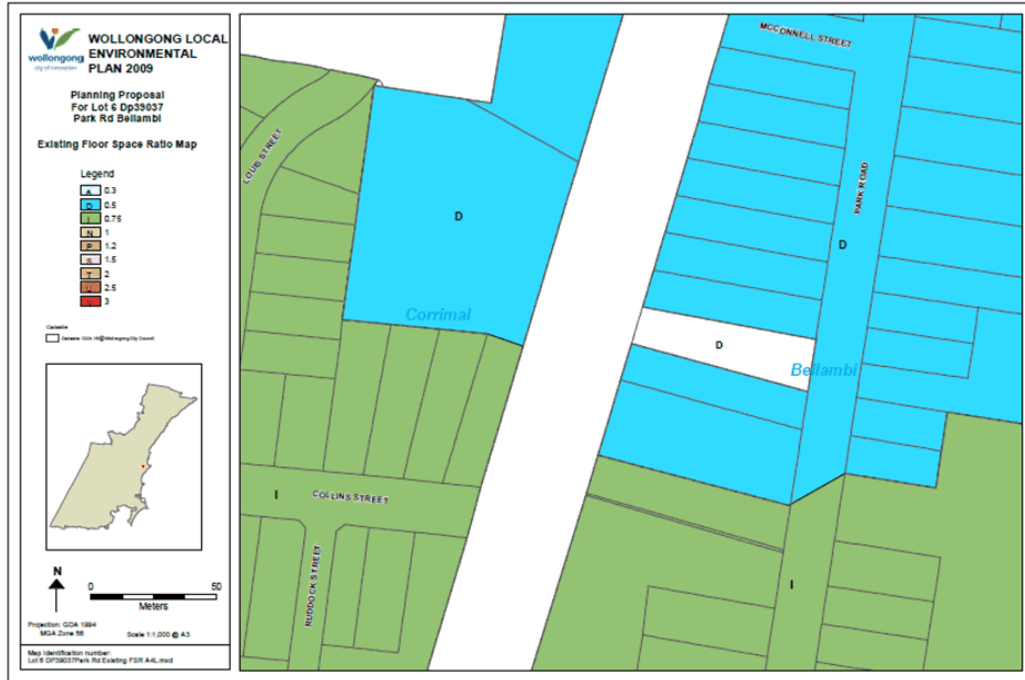 wollongong
city of innovation
WOLLONGONG LOCAL
ENVIRONMENTAL
PLAN 2009
Planning Proposal
For Lot 6 Dp39037
Park Rd Bellambi
Existing Floor Space Ratio Map
Legend
A 0.3
D 0.5
I 0.75
N 1
P 1.2
S 1.5
T 2
U 2.5
V 3
Cadastre
N
0 50
Meters
Projection: GDA 1994
MGA Zone 56 Scale 1:1,000 @ A3
Map identification number:
Lot 6 DP39037Park Rd Existing FSR A4L.mxd
MCCONNELL STREET
LOUIS STREET
PARK ROAD
D
D
Corrimal
D
Bellambi
I
COLLINS STREET
RUDDOCK STREET
I